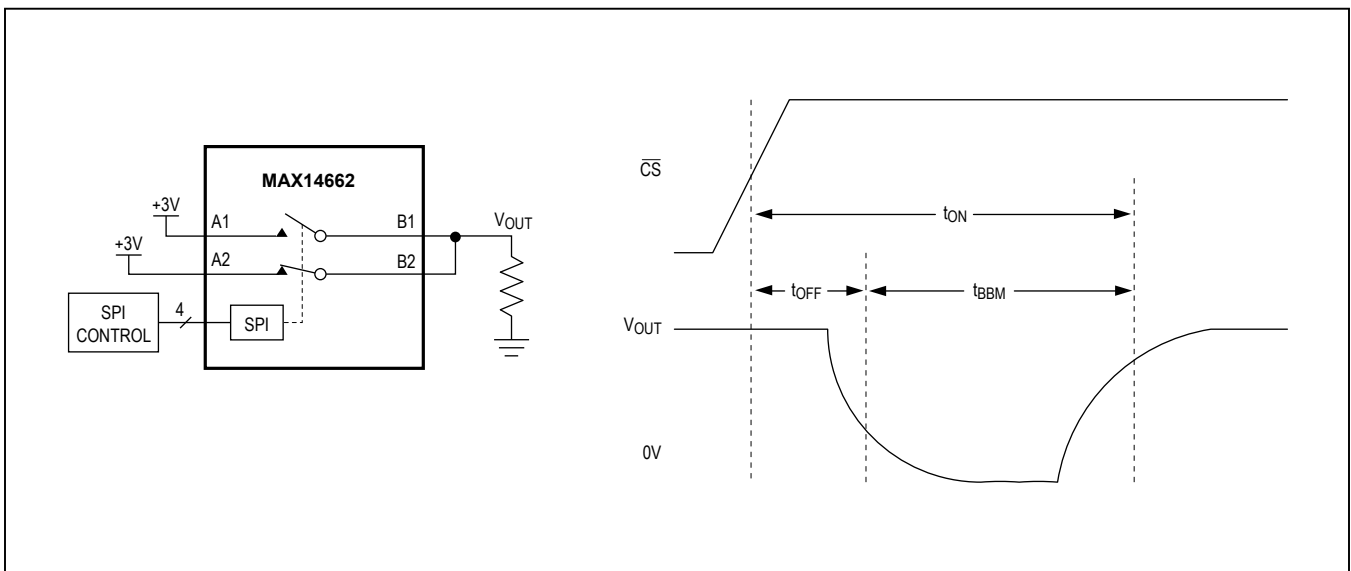 MAX14662
+3V
A1
B1
VOUT
+3V
A2
B2
SPI
CONTROL
4
SPI
CS
tON
tOFF
tBBM
VOUT
0V